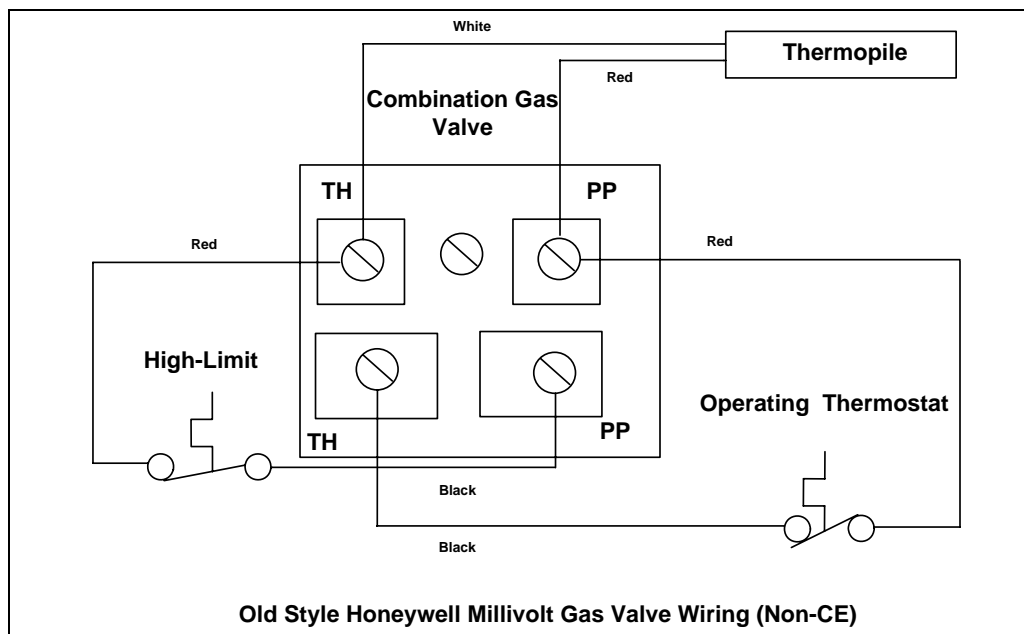 White
Thermopile
Red
Combination Gas
Valve
TH
PP
Red
Red
High-Limit
Operating Thermostat
TH
PP
Black
Black
Old Style Honeywell Millivolt Gas Valve Wiring (Non-CE)